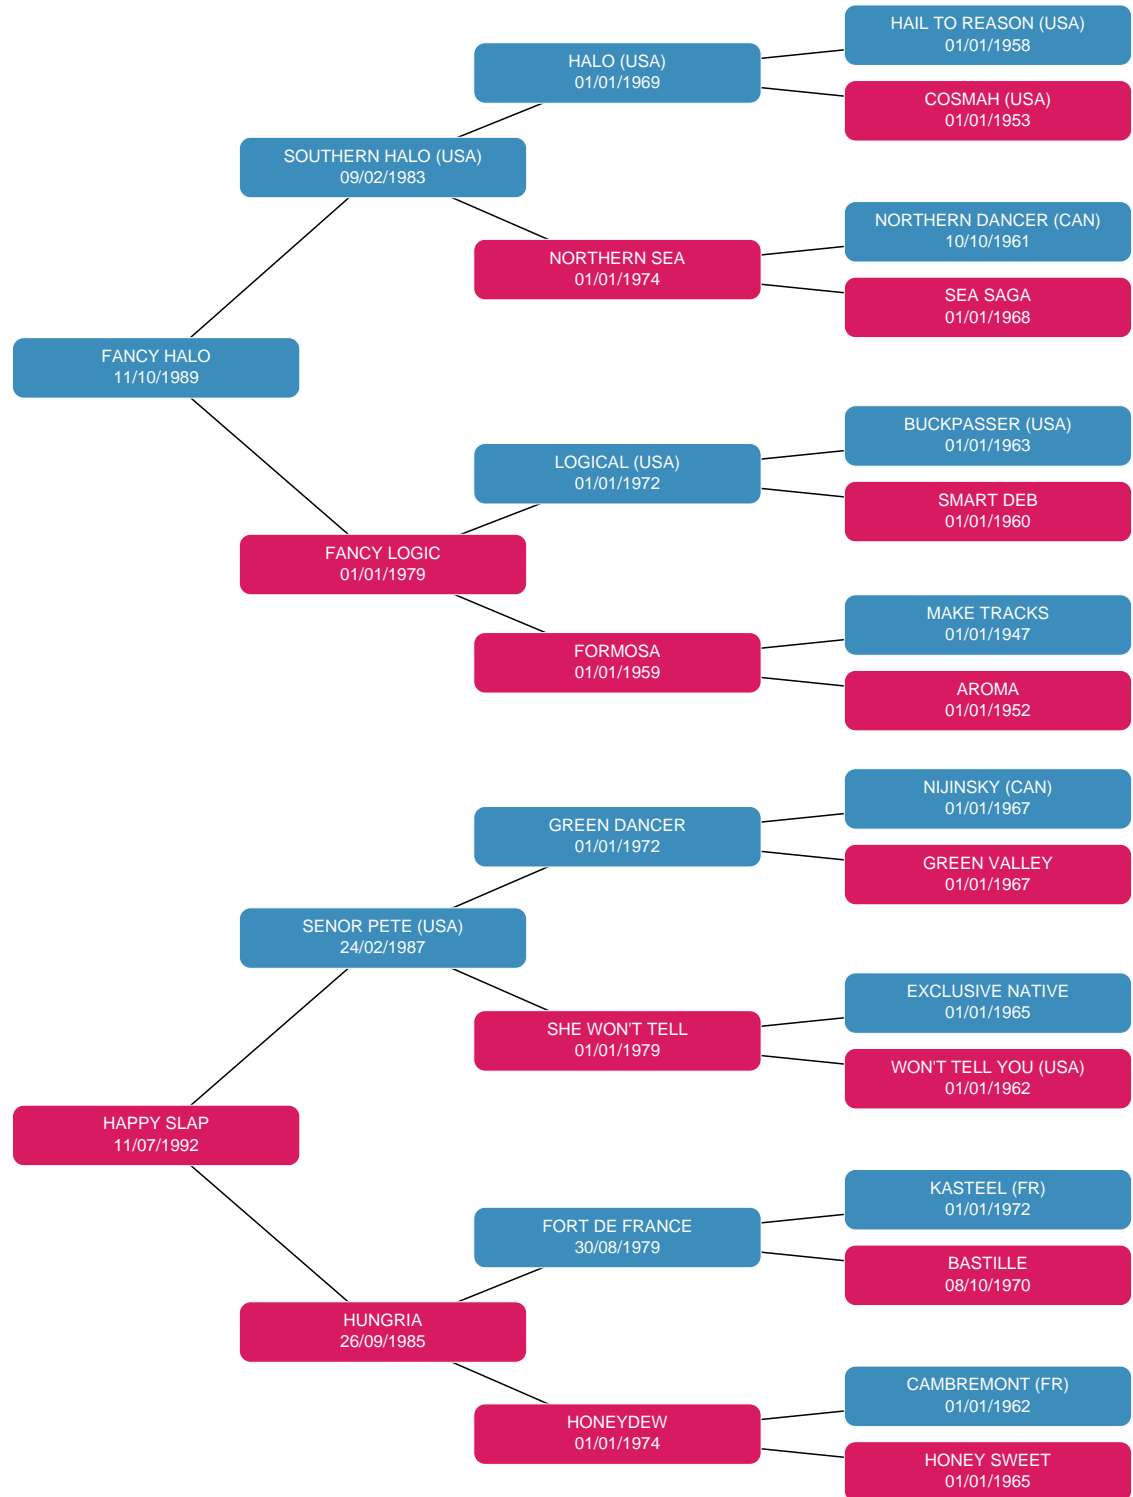 HAIL TO REASON (USA)
01/01/1958
HALO (USA)
01/01/1969
COSMAH (USA)
01/01/1953
SOUTHERN HALO (USA)
09/02/1983
NORTHERN DANCER (CAN)
10/10/1961
NORTHERN SEA
01/01/1974
SEA SAGA
01/01/1968
FANCY HALO
11/10/1989
BUCKPASSER (USA)
01/01/1963
LOGICAL (USA)
01/01/1972
SMART DEB
01/01/1960
FANCY LOGIC
01/01/1979
MAKE TRACKS
01/01/1947
FORMOSA
01/01/1959
AROMA
01/01/1952
NIJINSKY (CAN)
01/01/1967
GREEN DANCER
01/01/1972
GREEN VALLEY
01/01/1967
SENOR PETE (USA)
24/02/1987
EXCLUSIVE NATIVE
01/01/1965
SHE WON'T TELL
01/01/1979
WON'T TELL YOU (USA)
01/01/1962
HAPPY SLAP
11/07/1992
KASTEEL (FR)
01/01/1972
FORT DE FRANCE
30/08/1979
BASTILLE
08/10/1970
HUNGRIA
26/09/1985
CAMBREMONT (FR)
01/01/1962
HONEYDEW
01/01/1974
HONEY SWEET
01/01/1965